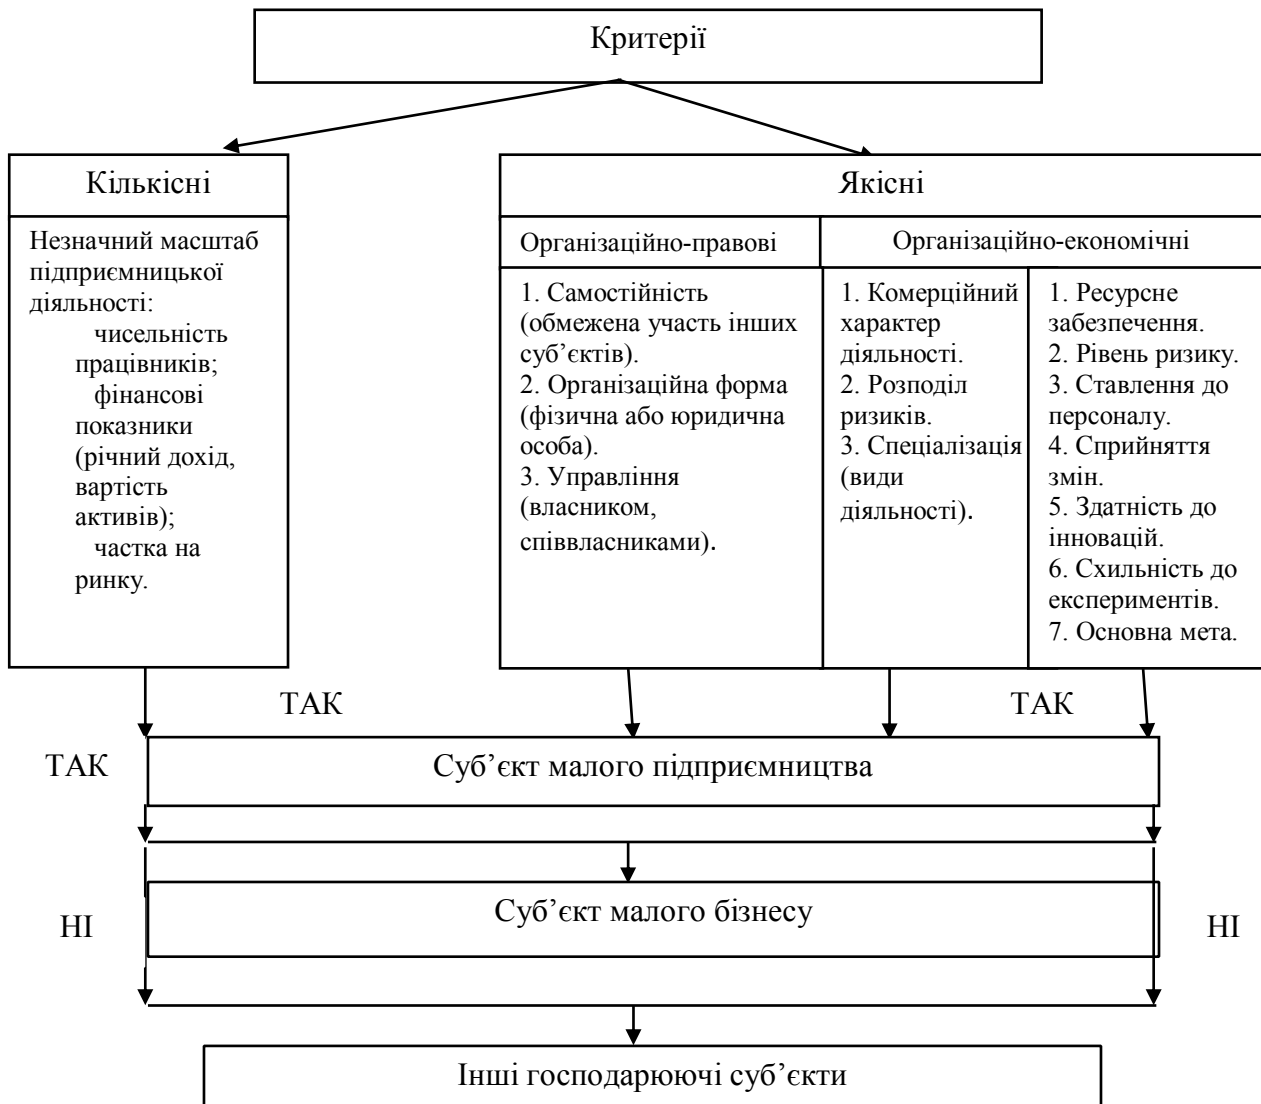 Критерії
Кількісні
Незначний масштаб
підприємницької
діяльності:
чисельність
працівників;
фінансові
показники
(річний дохід,
вартість
активів);
частка на
ринку.
Якісні
Організаційно-правові
1. Самостійність
(обмежена участь інших
суб’єктів).
2. Організаційна форма
(фізична або юридична
особа).
3. Управління
(власником,
співвласниками).
Організаційно-економічні
1. Комерційний
характер
діяльності.
2. Розподіл
ризиків.
3. Спеціалізація
(види
діяльності).
1. Ресурсне
забезпечення.
2. Рівень ризику.
3. Ставлення до
персоналу.
4. Сприйняття
змін.
5. Здатність до
інновацій.
6. Схильність до
експериментів.
7. Основна мета.
ТАК
ТАК
ТАК
Суб’єкт малого підприємництва
НІ
Суб’єкт малого бізнесу
НІ
Інші господарюючі суб’єкти